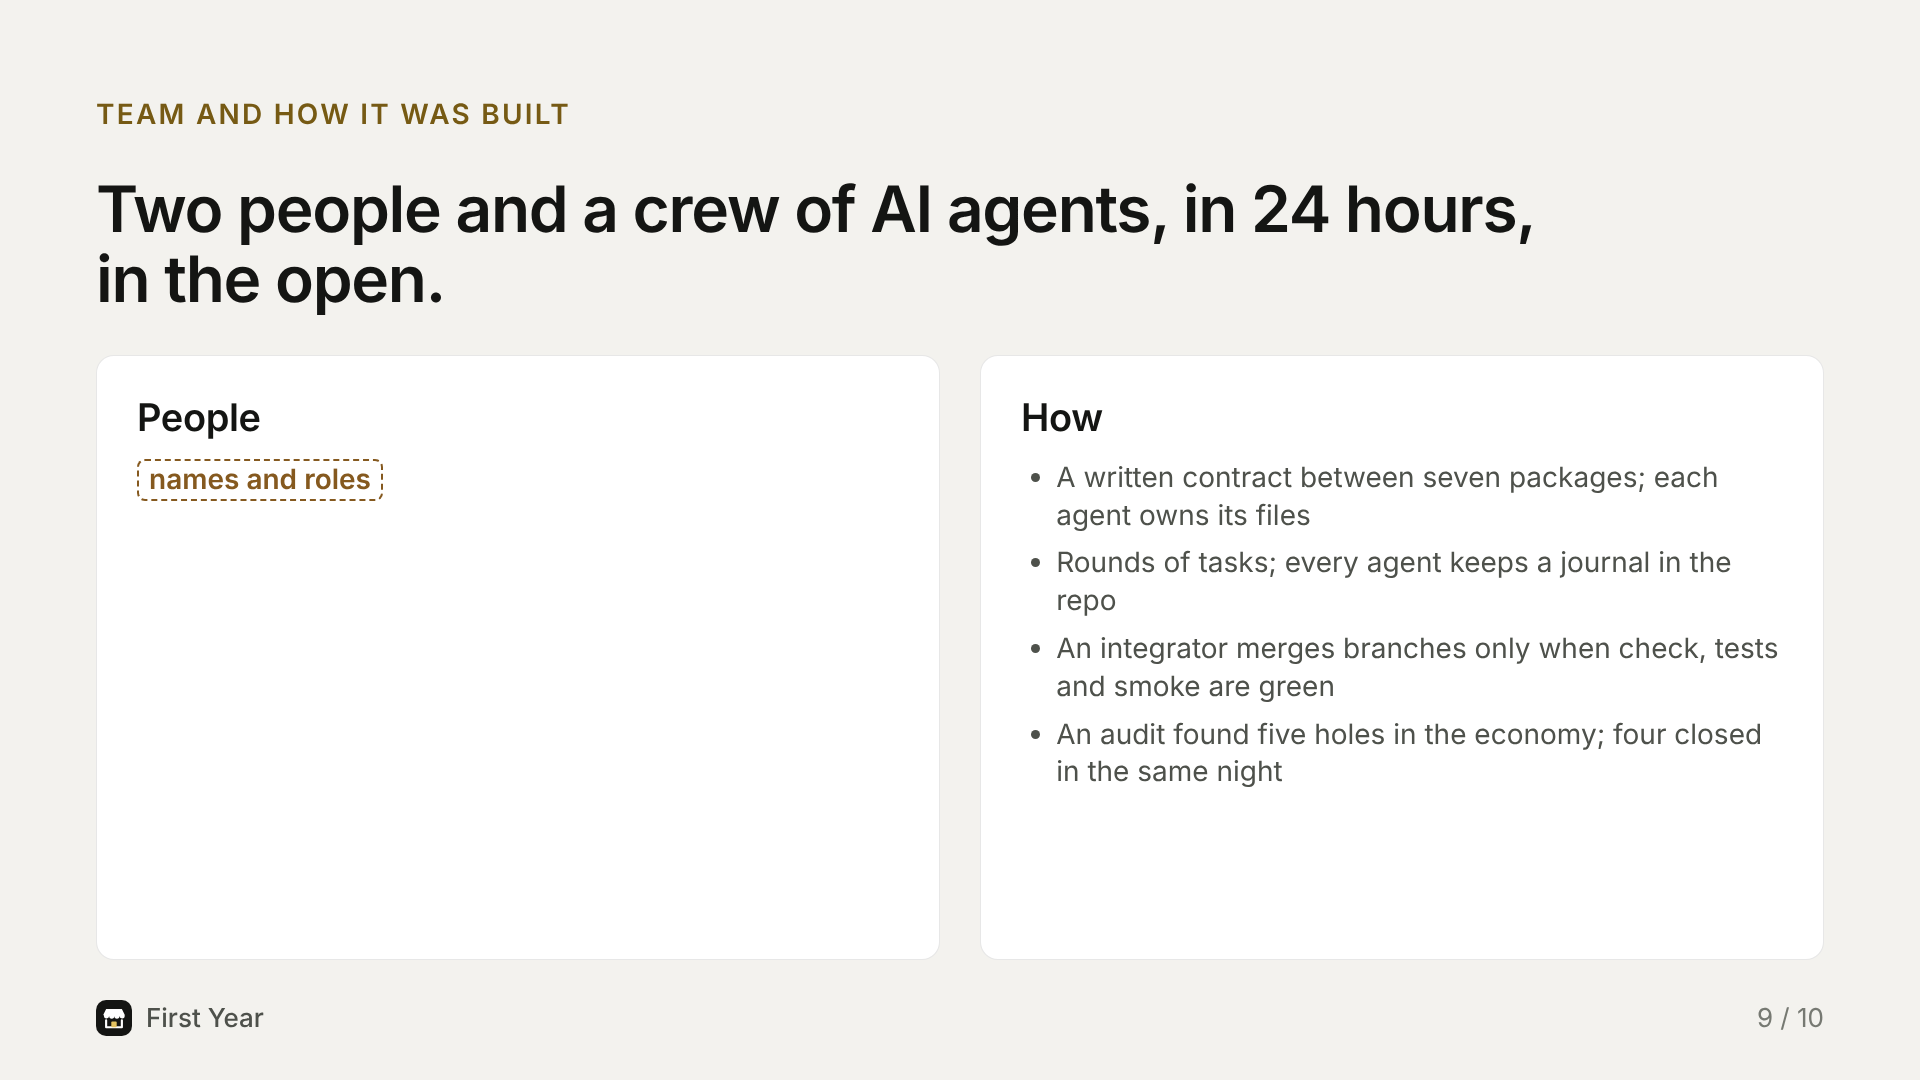 TEAM AND HOW IT WAS BUILT
Two people and a crew of AI agents, in 24 hours,
in the open.
People
names and roles
How
• A written contract between seven packages; each
agent owns its files
• Rounds of tasks; every agent keeps a journal in the
repo
• An integrator merges branches only when check, tests
and smoke are green
• An audit found five holes in the economy; four closed
in the same night
First Year
9 / 10